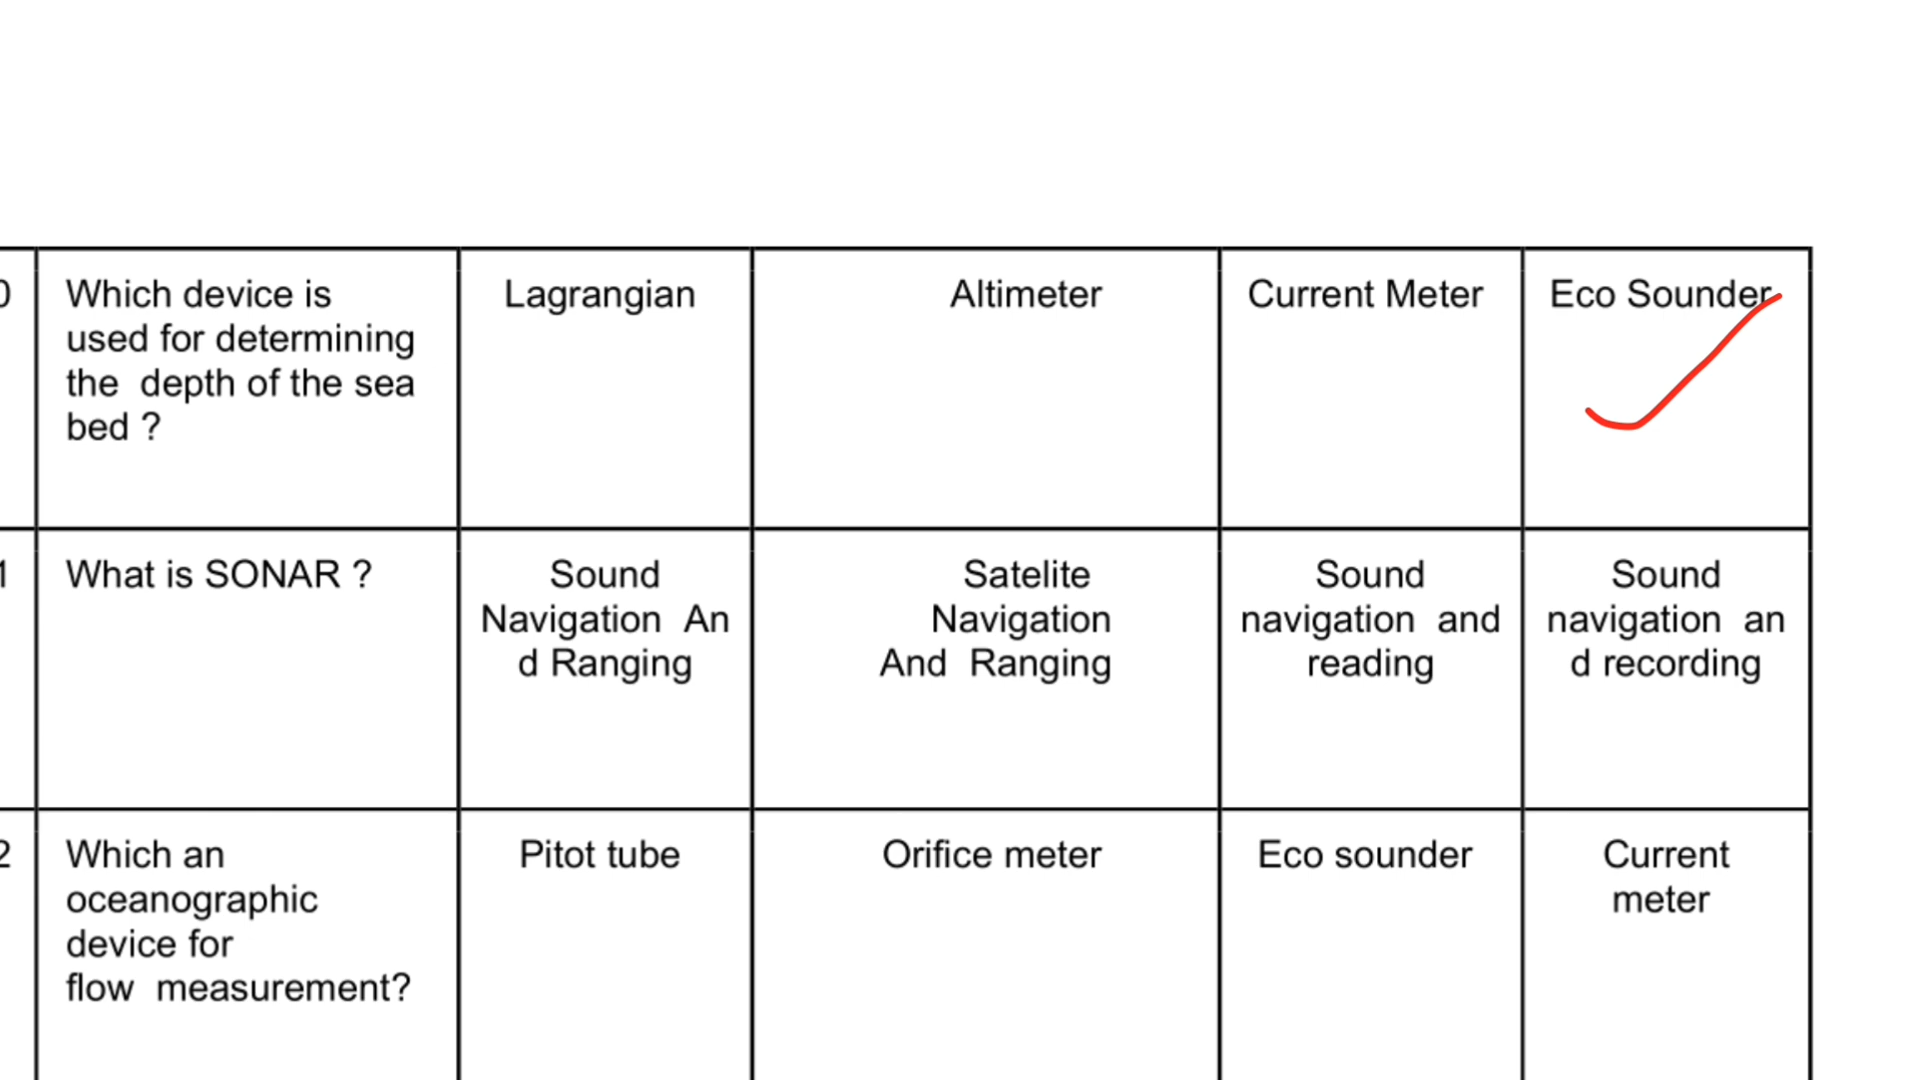 0
Which device is
used for determining
the depth of the sea
bed ?
Lagrangian
Altimeter
Current Meter
Eco Sounder
1
What is SONAR ?
Sound
Navigation An
d Ranging
Satelite
Navigation
And Ranging
Sound
navigation and
reading
Sound
navigation an
d recording
2
Which an
oceanographic
device for
flow measurement?
Pitot tube
Orifice meter
Eco sounder
Current
meter